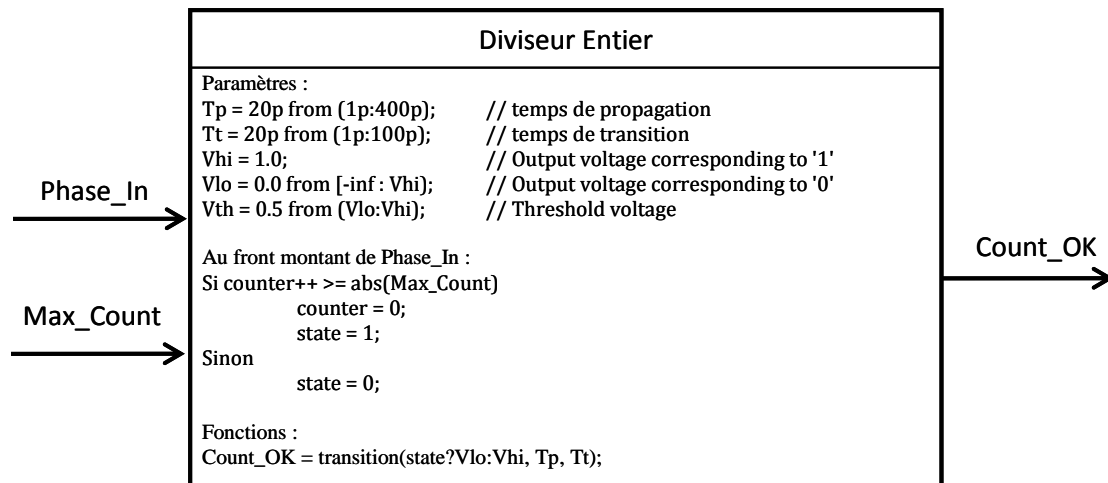 Diviseur Entier
Paramètres :
Tp = 20p from (1p:400p); // temps de propagation
Tt = 20p from (1p:100p); // temps de transition
Vhi = 1.0; // Output voltage corresponding to '1'
Vlo = 0.0 from [-inf : Vhi); // Output voltage corresponding to '0'
Vth = 0.5 from (Vlo:Vhi); // Threshold voltage
Phase_In
Au front montant de Phase_In :
Si counter++ >= abs(Max_Count)
counter = 0;
state = 1;
Sinon
state = 0;
Max_Count
Fonctions :
Count_OK = transition(state?Vlo:Vhi, Tp, Tt);
Count_OK